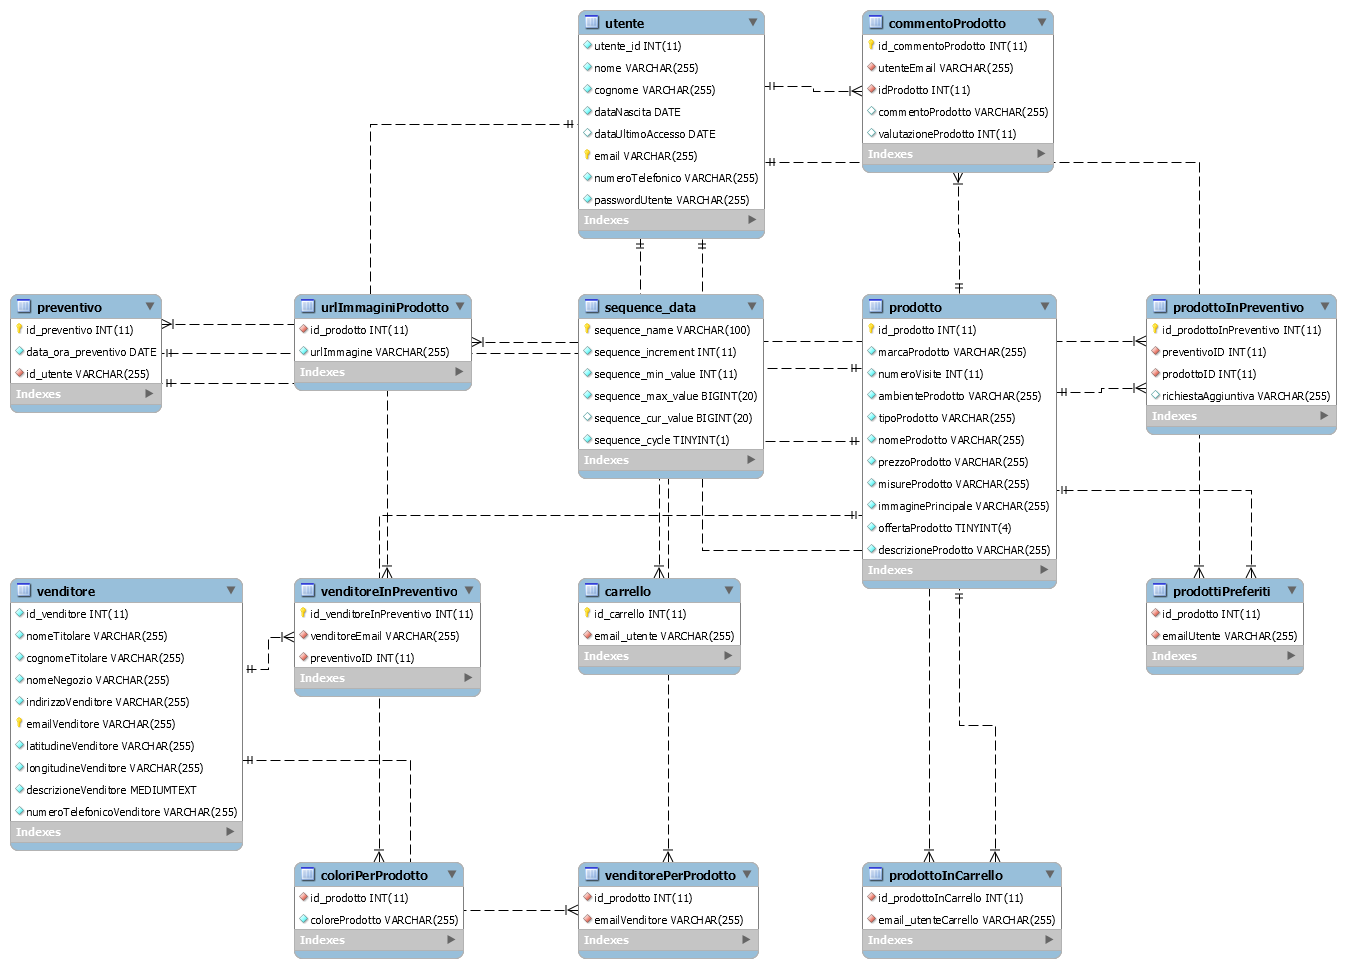 utente
utente_id INT(11)
nome VARCHAR(255)
cognome VARCHAR(255)
dataNascita DATE
dataUltimoAccesso DATE
email VARCHAR(255)
numeroTelefonico VARCHAR(255)
passwordUtente VARCHAR(255)
Indexes
commentoProdotto
id_commentoProdotto INT(11)
utenteEmail VARCHAR(255)
idProdotto INT(11)
commentoProdotto VARCHAR(255)
valutazioneProdotto INT(11)
Indexes
preventivo
id_preventivo INT(11)
data_ora_preventivo DATE
id_utente VARCHAR(255)
Indexes
urlImmaginiProdotto
id_prodotto INT(11)
urlImmagine VARCHAR(255)
Indexes
sequence_data
sequence_name VARCHAR(100)
sequence_increment INT(11)
sequence_min_value INT(11)
sequence_max_value BIGINT(20)
sequence_cur_value BIGINT(20)
sequence_cycle TINYINT(1)
Indexes
prodotto
id_prodotto INT(11)
marcaProdotto VARCHAR(255)
numeroVisite INT(11)
ambienteProdotto VARCHAR(255)
tipoProdotto VARCHAR(255)
nomeProdotto VARCHAR(255)
prezzoProdotto VARCHAR(255)
misureProdotto VARCHAR(255)
immaginePrincipale VARCHAR(255)
offertaProdotto TINYINT(4)
descrizioneProdotto VARCHAR(255)
Indexes
prodottoInPreventivo
id_prodottoInPreventivo INT(11)
preventivoID INT(11)
prodottoID INT(11)
richiestaAggiuntiva VARCHAR(255)
Indexes
venditore
id_venditore INT(11)
nomeTitolare VARCHAR(255)
cognomeTitolare VARCHAR(255)
nomeNegozio VARCHAR(255)
indirizzoVenditore VARCHAR(255)
emailVenditore VARCHAR(255)
latitudineVenditore VARCHAR(255)
longitudineVenditore VARCHAR(255)
descrizioneVenditore MEDIUMTEXT
numeroTelefonicoVenditore VARCHAR(255)
Indexes
venditoreInPreventivo
id_venditoreInPreventivo INT(11)
venditoreEmail VARCHAR(255)
preventivoID INT(11)
Indexes
carrello
id_carrello INT(11)
email_utente VARCHAR(255)
Indexes
prodottiPreferiti
id_prodotto INT(11)
emailUtente VARCHAR(255)
Indexes
coloriPerProdotto
id_prodotto INT(11)
coloreProdotto VARCHAR(255)
Indexes
venditorePerProdotto
id_prodotto INT(11)
emailVenditore VARCHAR(255)
Indexes
prodottoInCarrello
id_prodottoInCarrello INT(11)
email_utenteCarrello VARCHAR(255)
Indexes